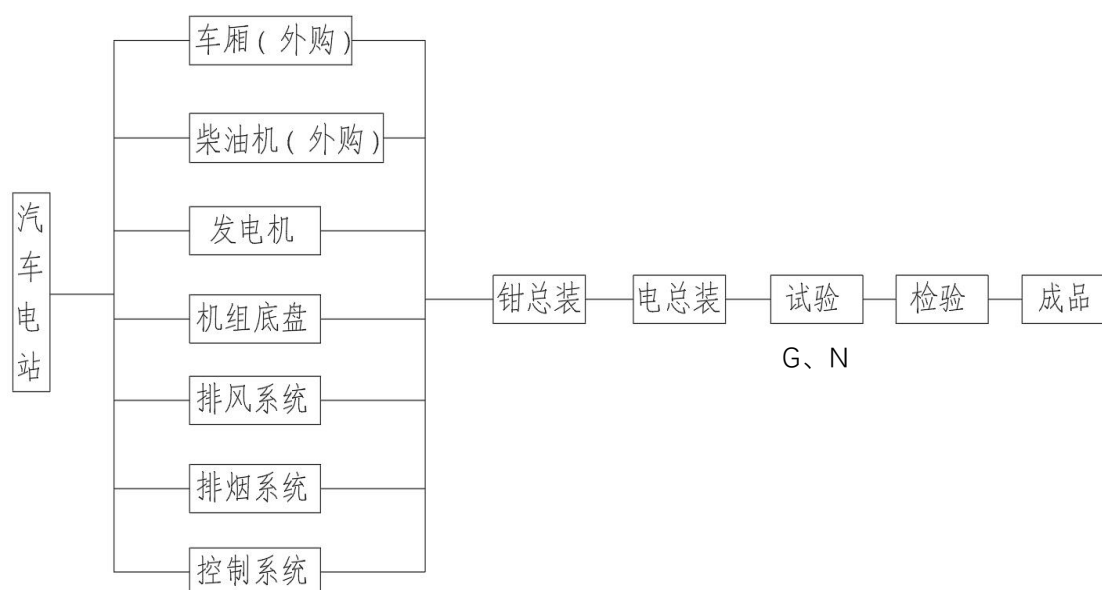 汽车电站
车厢(外购)
柴油机(外购)
发电机
机组底盘
排风系统
排烟系统
控制系统
钳总装
电总装
试验
检验
成品
G、N